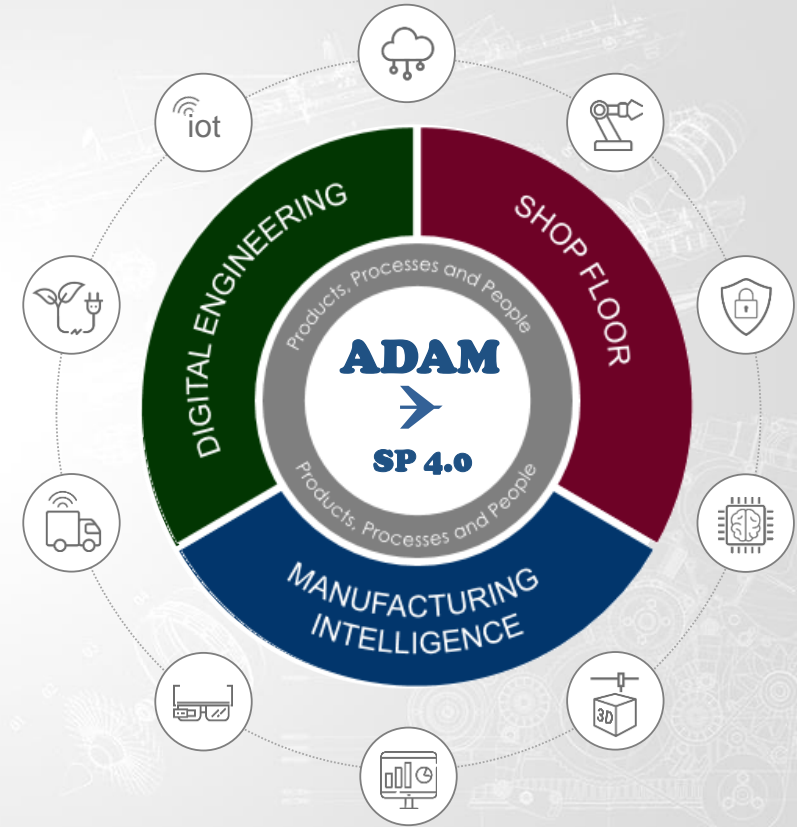 iot
DIGITAL ENGINEERING
SHOP FLOOR
Products, Processes and People
ADAM
SP 4.0
Products, Processes and People
MANUFACTURING
INTELLIGENCE
3D